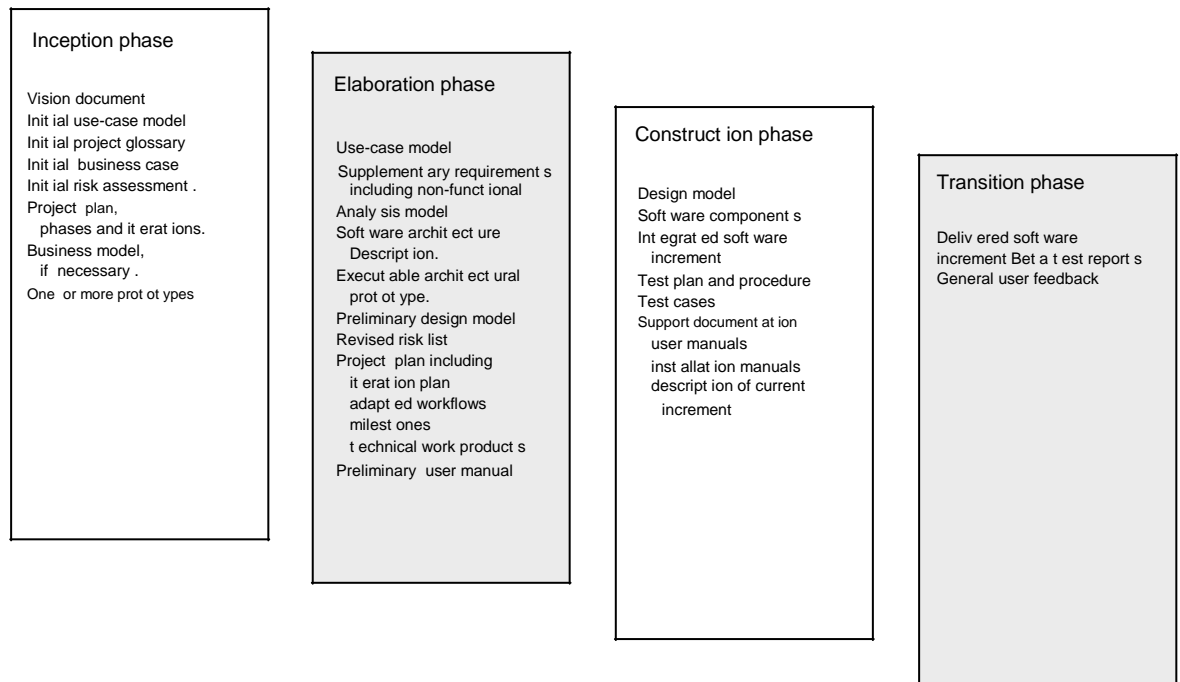 Inception phase
Vision document
Init ial use-case model
Init ial project glossary
Init ial business case
Init ial risk assessment .
Project plan,
phases and it erat ions.
Business model,
if necessary .
One or more prot ot ypes
Elaboration phase
Use-case model
Supplement ary requirement s
including non-funct ional
Analy sis model
Soft ware archit ect ure
Descript ion.
Execut able archit ect ural
prot ot ype.
Preliminary design model
Revised risk list
Project plan including
it erat ion plan
adapt ed workflows
milest ones
t echnical work product s
Preliminary user manual
Construct ion phase
Design model
Soft ware component s
Int egrat ed soft ware
increment
Test plan and procedure
Test cases
Support document at ion
user manuals
inst allat ion manuals
descript ion of current
increment
Transition phase
Deliv ered soft ware
increment Bet a t est report s
General user feedback